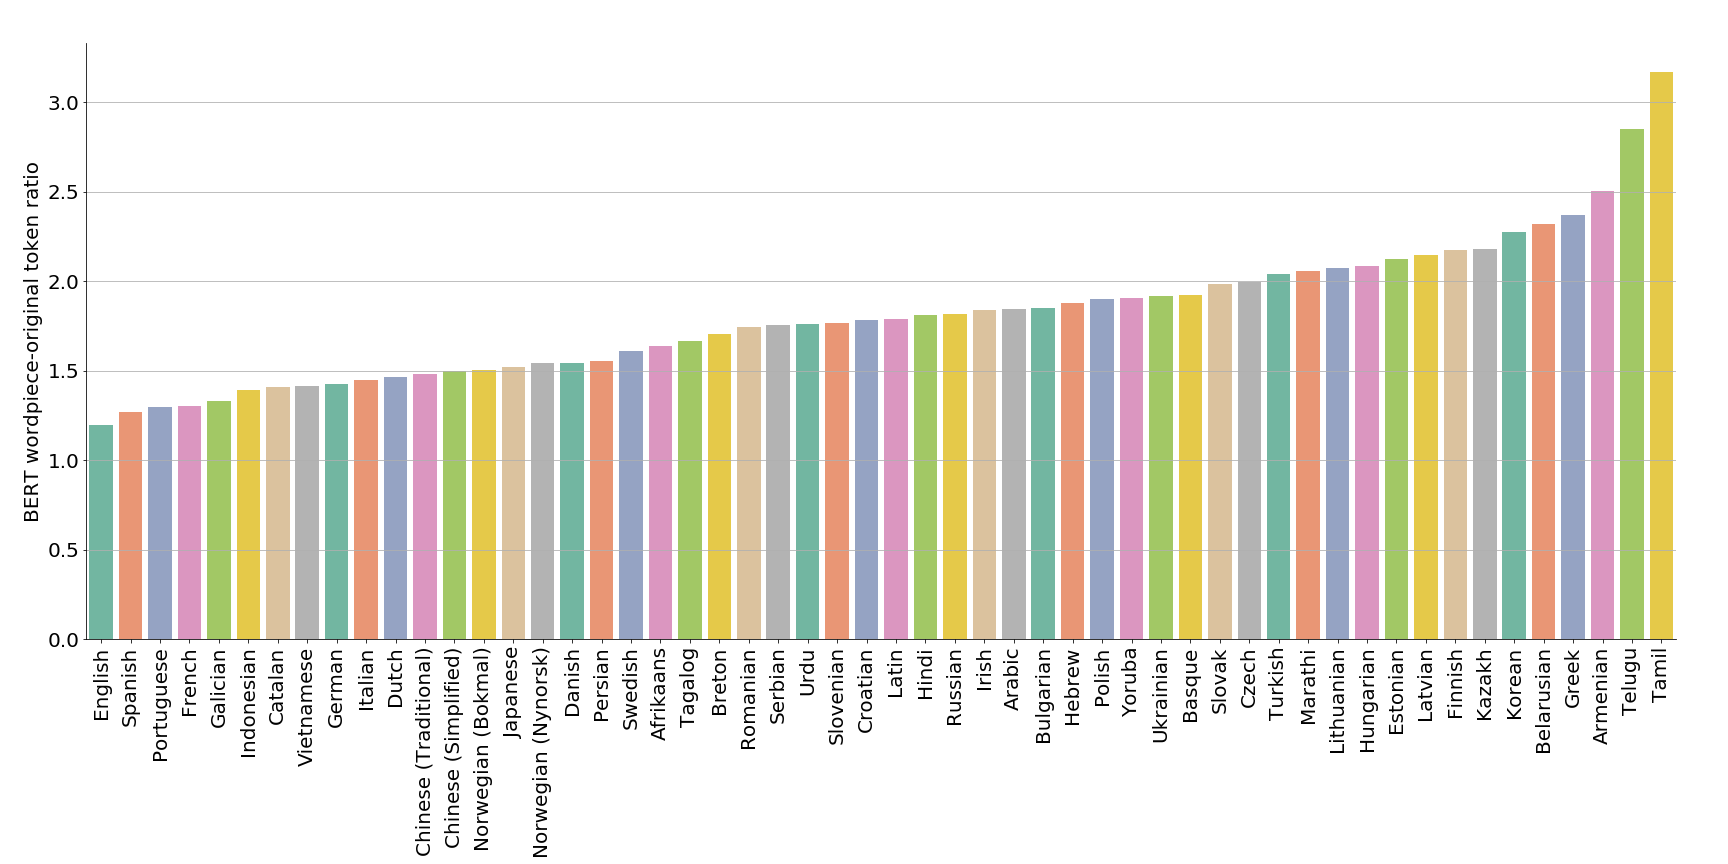 BERT wordpiece-original token ratio
3.0
2.5
2.0
1.5
1.0
0.5
0.0
English
Spanish
Portuguese
French
Galician
Indonesian
Catalan
Vietnamese
German
Italian
Dutch
Chinese (Traditional)
Chinese (Simplified)
Norwegian (Bokmal)
Japanese
Norwegian (Nynorsk)
Danish
Persian
Swedish
Afrikaans
Tagalog
Breton
Romanian
Serbian
Urdu
Slovenian
Croatian
Latin
Hindi
Russian
Irish
Arabic
Bulgarian
Hebrew
Polish
Yoruba
Ukrainian
Basque
Slovak
Czech
Turkish
Marathi
Lithuanian
Hungarian
Estonian
Latvian
Finnish
Kazakh
Korean
Belarusian
Greek
Armenian
Telugu
Tamil